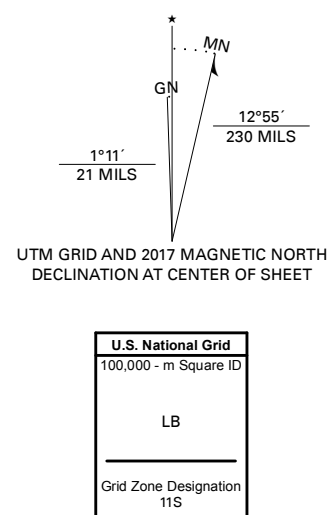 ★
MN
GN
12°55´
230 MILS
1°11´
21 MILS
UTM GRID AND 2017 MAGNETIC NORTH
DECLINATION AT CENTER OF SHEET
U.S. National Grid
100,000 - m Square ID
LB
Grid Zone Designation
11S